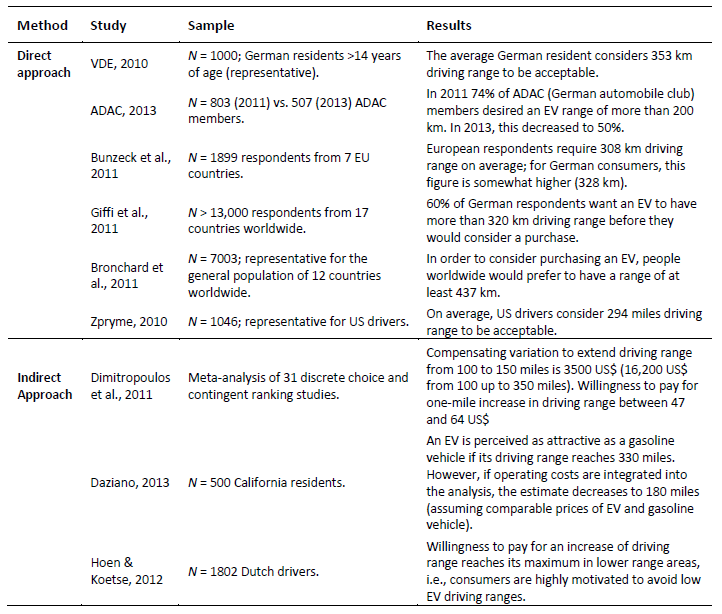 Method Study Sample Results
Direct approach VDE, 2010 N = 1000; German residents >14 years of age (representative). The average German resident considers 353 km driving range to be acceptable.
ADAC, 2013 N = 803 (2011) vs. 507 (2013) ADAC members. In 2011 74% of ADAC (German automobile club) members desired an EV range of more than 200 km. In 2013, this decreased to 50%.
Bunzeck et al., 2011 N = 1899 respondents from 7 EU countries. European respondents require 308 km driving range on average; for German consumers, this figure is somewhat higher (328 km).
Giffi et al., 2011 N > 13,000 respondents from 17 countries worldwide. 60% of German respondents want an EV to have more than 320 km driving range before they would consider a purchase.
Bronchard et al., 2011 N = 7003; representative for the general population of 12 countries worldwide. In order to consider purchasing an EV, people worldwide would prefer to have a range of at least 437 km.
Zpryme, 2010 N = 1046; representative for US drivers. On average, US drivers consider 294 miles driving range to be acceptable.
Indirect Approach Dimitropoulos et al., 2011 Meta-analysis of 31 discrete choice and contingent ranking studies. Compensating variation to extend driving range from 100 to 150 miles is 3500 US$ (16,200 US$ from 100 up to 350 miles). Willingness to pay for one-mile increase in driving range between 47 and 64 US$
Daziano, 2013 N = 500 California residents. An EV is perceived as attractive as a gasoline vehicle if its driving range reaches 330 miles. However, if operating costs are integrated into the analysis, the estimate decreases to 180 miles (assuming comparable prices of EV and gasoline vehicle).
Hoen & Koetse, 2012 N = 1802 Dutch drivers. Willingness to pay for an increase of driving range reaches its maximum in lower range areas, i.e., consumers are highly motivated to avoid low EV driving ranges.